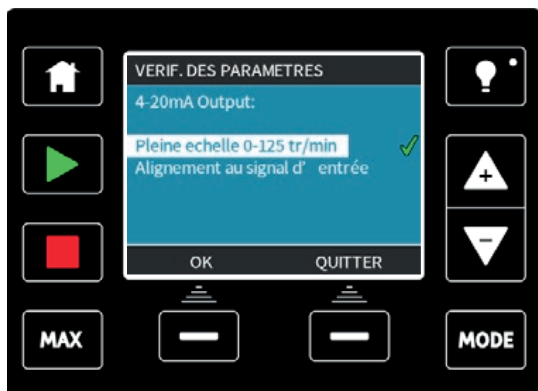 VERIF. DES PARAMETRES
4-20mA Output:
Pleine echelle 0-125 tr/min
Alignement au signal d' entrée
OK QUITTER
+
-
MAX MODE